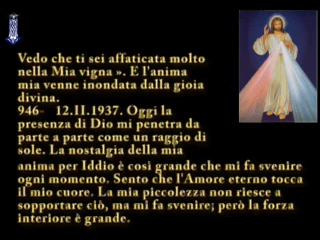 Vedo che ti sei affaticata molto
nella Mia vigna ». E l'anima
mia venne inondata dalla gioia
divina.
946- 12.II.1937. Oggi la
presenza di Dio mi penetra da
parte a parte come un raggio di
sole. La nostalgia della mia
anima per Iddio è così grande che mi fa svenire
ogni momento. Sento che l'Amore eterno tocca
il mio cuore. La mia piccolezza non riesce a
sopportare ciò, ma mi fa svenire; però la forza
interiore è grande.